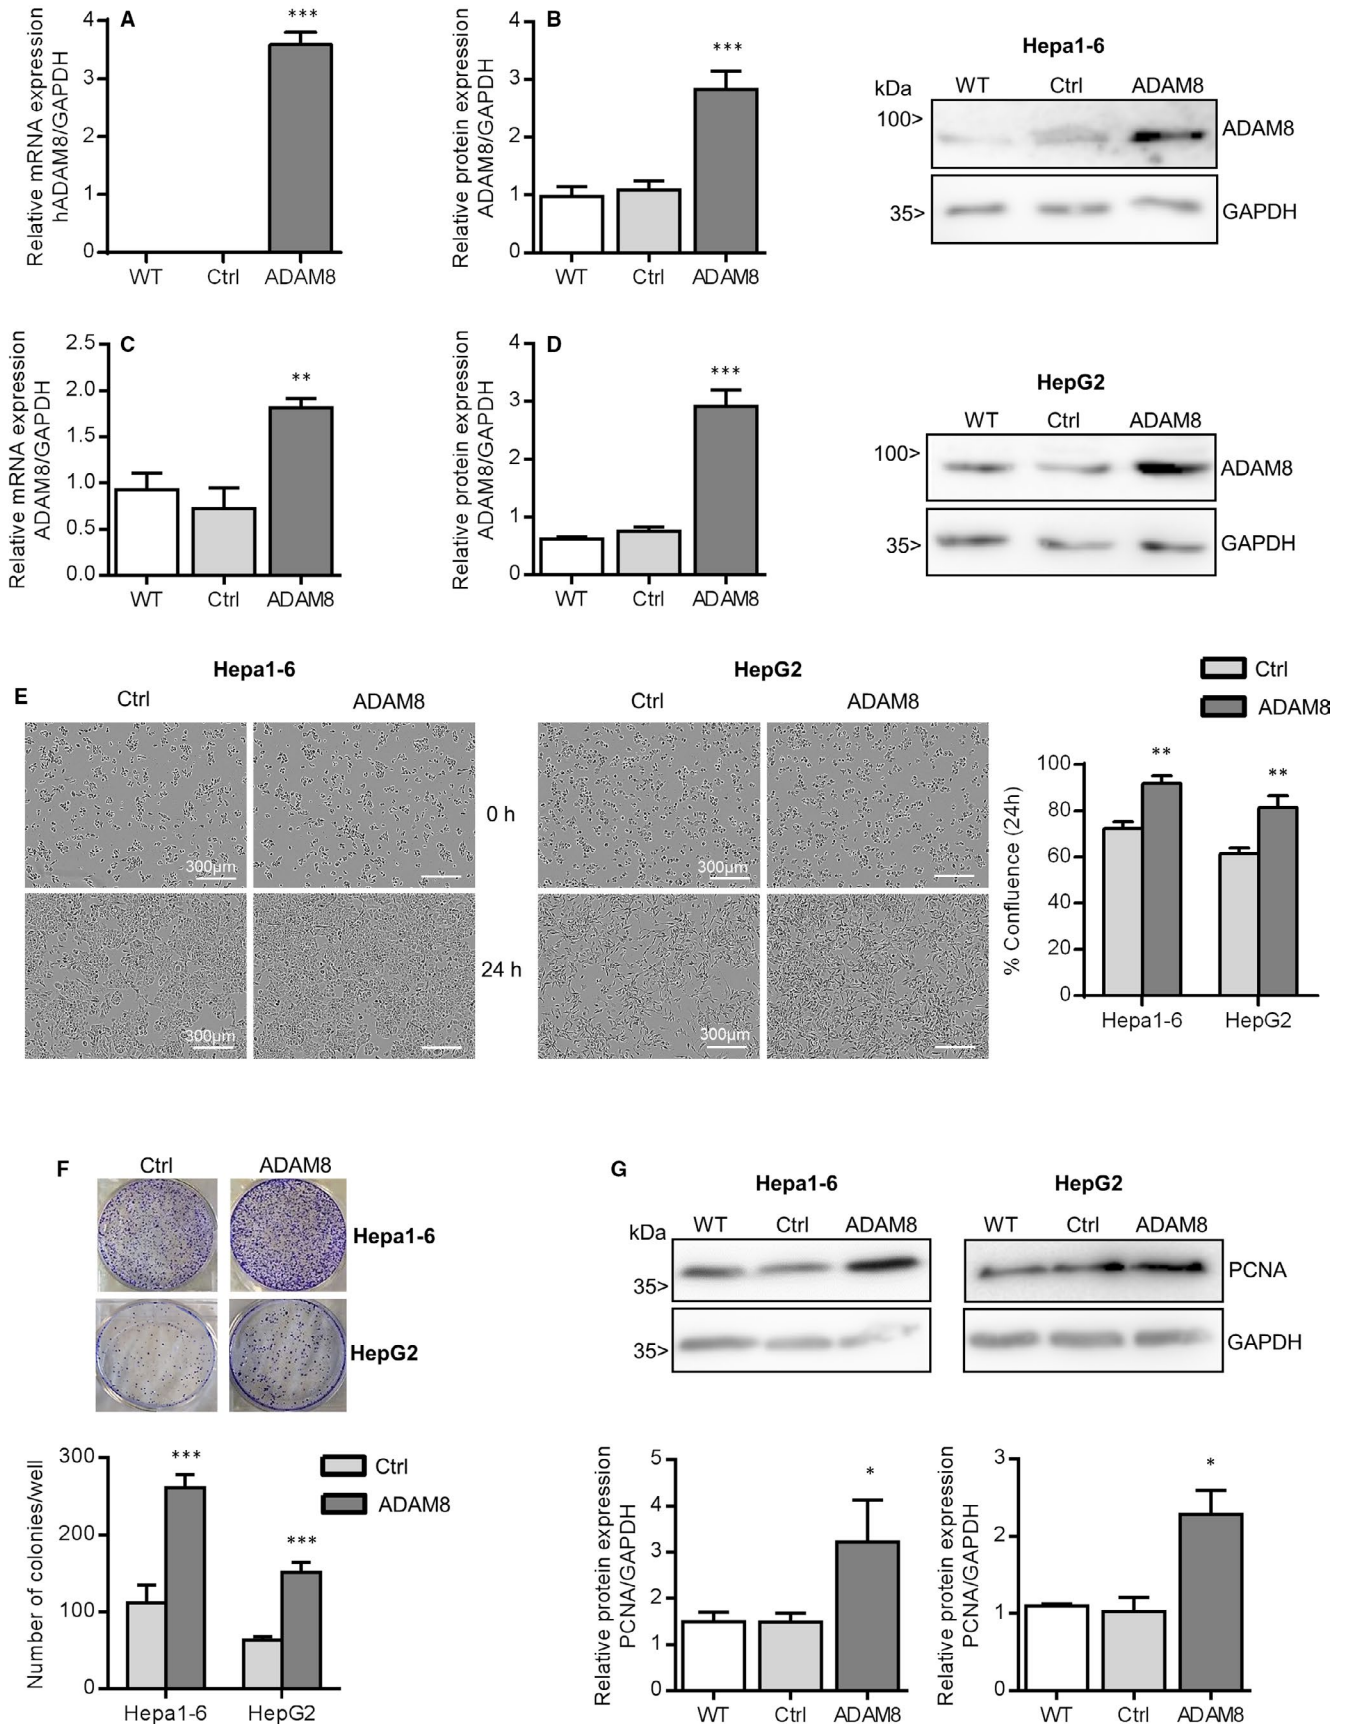 A
Relative mRNA expression
hADAM8/GAPDH
4
3
2
1
0
***
WT Ctrl ADAM8
B
Relative protein expression
ADAM8/GAPDH
4
3
2
1
0
***
WT Ctrl ADAM8
Hepa1-6
kDa WT Ctrl ADAM8
100> ADAM8
35> GAPDH
C
Relative mRNA expression
ADAM8/GAPDH
2.5
2.0
1.5
1.0
0.5
0.0
**
WT Ctrl ADAM8
D
Relative protein expression
ADAM8/GAPDH
4
3
2
1
0
***
WT Ctrl ADAM8
HepG2
WT Ctrl ADAM8
100> ADAM8
35> GAPDH
E
Hepa1-6 HepG2
Ctrl ADAM8 Ctrl ADAM8
0 h
300µm 300µm
24 h
300µm 300µm
Ctrl
ADAM8
% Confluence (24h)
100
80
60
40
20
0
** **
Hepa1-6 HepG2
F
Ctrl ADAM8
Hepa1-6
HepG2
Number of colonies/well
300
200
100
0
*** ***
Ctrl
ADAM8
Hepa1-6 HepG2
G
Hepa1-6 HepG2
kDa WT Ctrl ADAM8 WT Ctrl ADAM8
35> PCNA
35> GAPDH
Relative protein expression
PCNA/GAPDH
5
4
3
2
1
0
*
WT Ctrl ADAM8
Relative protein expression
PCNA/GAPDH
3
2
1
0
*
WT Ctrl ADAM8